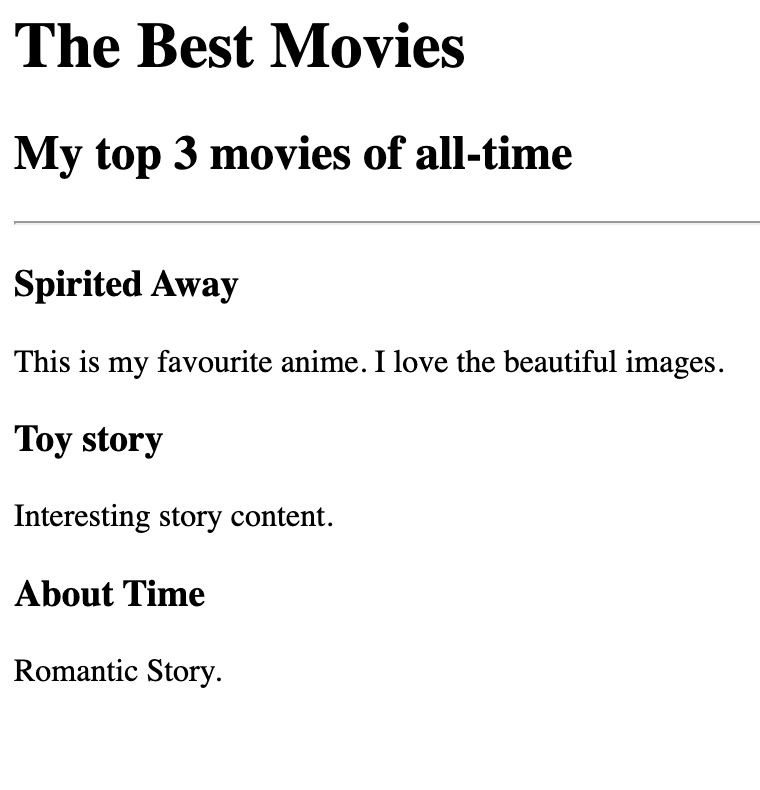 The Best Movies
My top 3 movies of all-time
Spirited Away
This is my favourite anime. I love the beautiful images.
Toy story
Interesting story content.
About Time
Romantic Story.